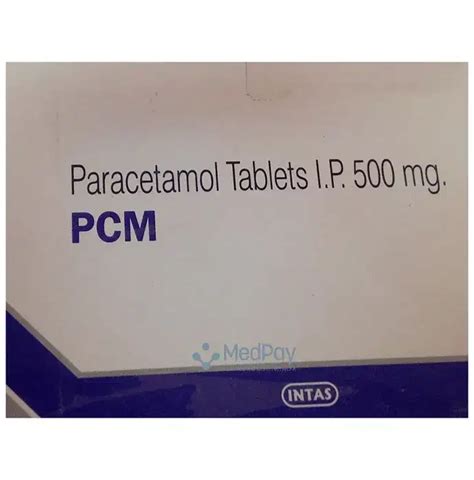 Paracetamol Tablets I.P. 500 mg.
PCM
MedPay
INTAS